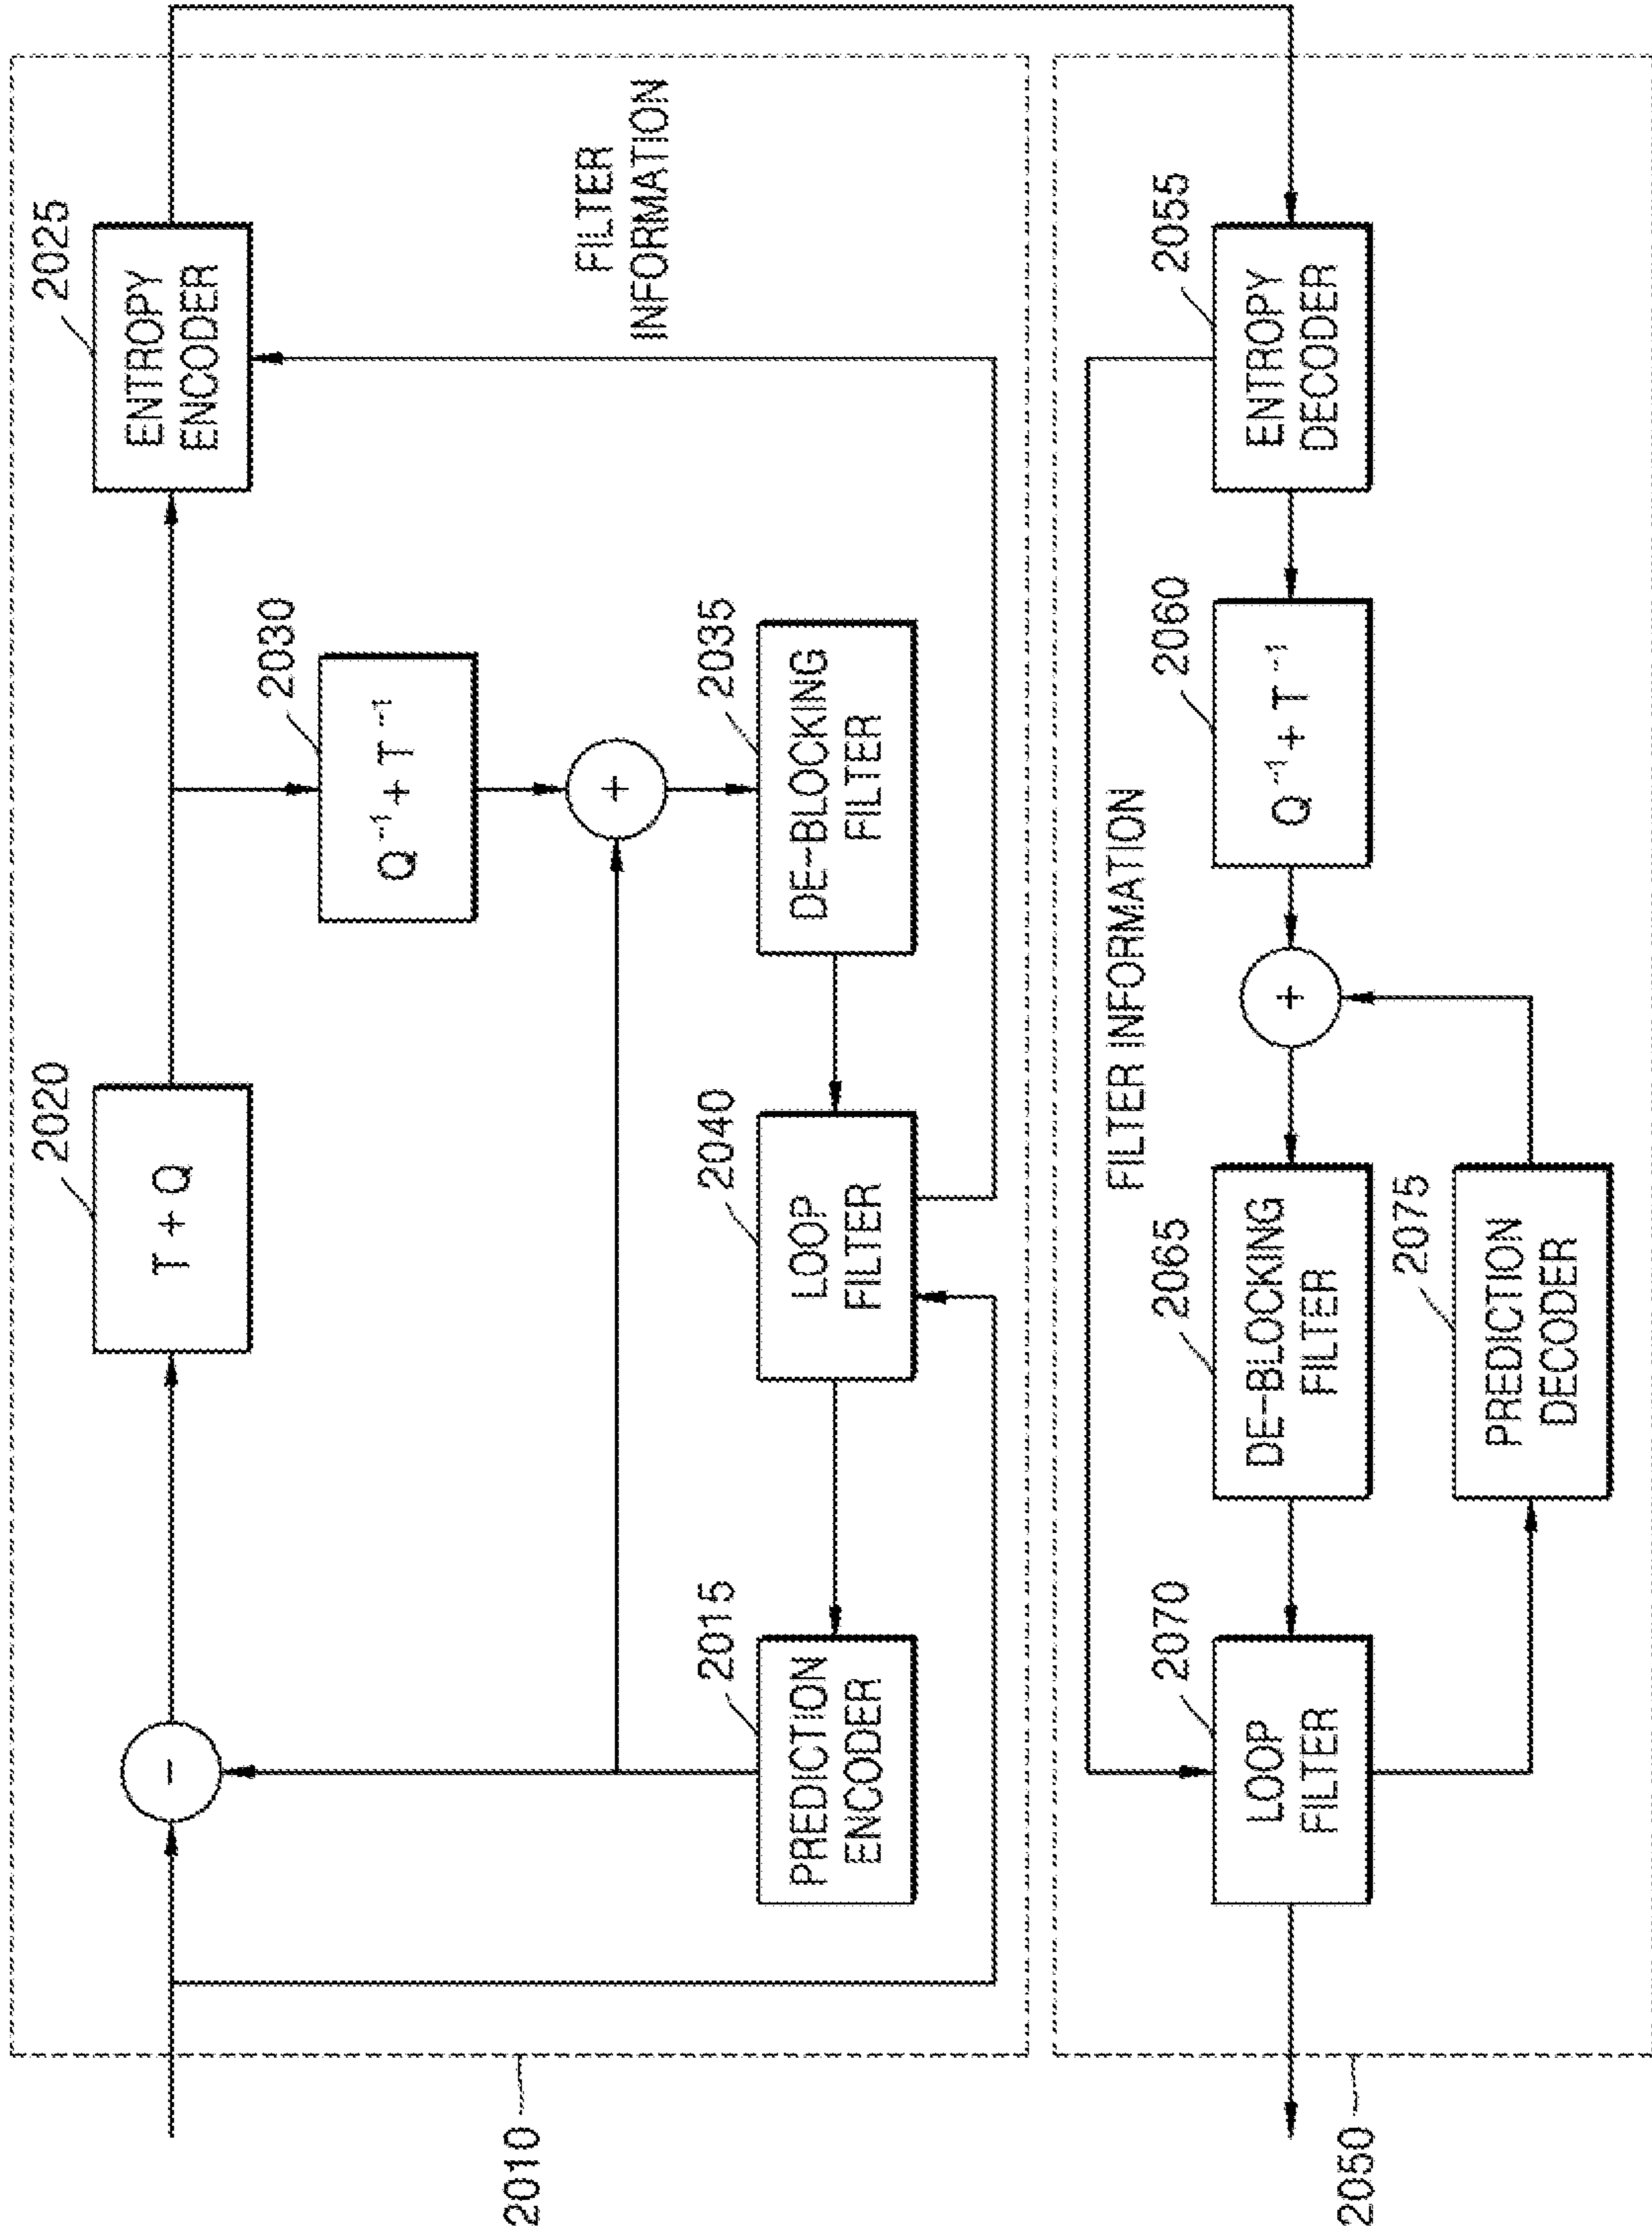 2010
-
2020
T + Q
2025
ENTROPY
ENCODER
2030
Q⁻¹ + T⁻¹
+
2015
PREDICTION
ENCODER
2040
LOOP
FILTER
2035
DE-BLOCKING
FILTER
FILTER
INFORMATION
2050
FILTER INFORMATION
2070
LOOP
FILTER
2065
DE-BLOCKING
FILTER
+
2060
Q⁻¹ + T⁻¹
2055
ENTROPY
DECODER
2075
PREDICTION
DECODER